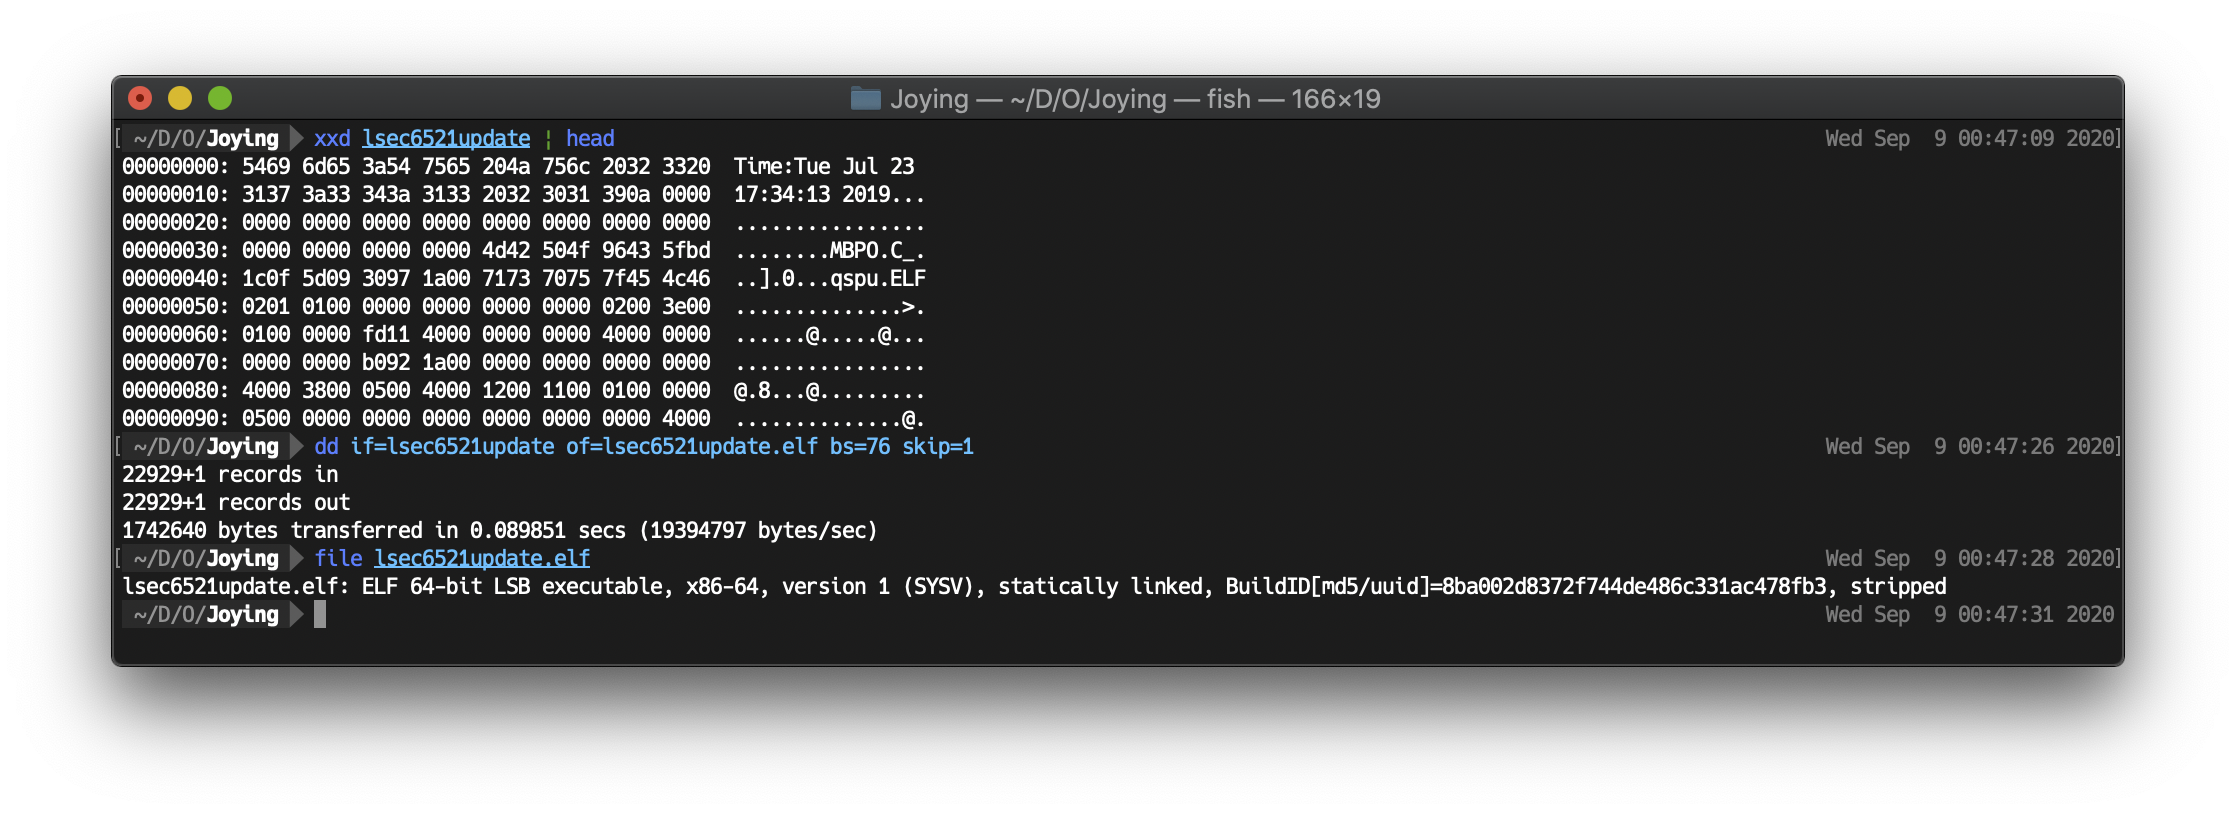 Joying — ~/D/O/Joying — fish — 166×19
[ ~/D/O/Joying xxd lsec6521update | head Wed Sep  9 00:47:09 2020]
00000000: 5469 6d65 3a54 7565 204a 756c 2032 3320  Time:Tue Jul 23
00000010: 3137 3a33 343a 3133 2032 3031 390a 0000  17:34:13 2019...
00000020: 0000 0000 0000 0000 0000 0000 0000 0000  ................
00000030: 0000 0000 0000 0000 4d42 504f 9643 5fbd  ........MBPO.C_.
00000040: 1c0f 5d09 3097 1a00 7173 7075 7f45 4c46  ..].0...qspu.ELF
00000050: 0201 0100 0000 0000 0000 0000 0200 3e00  ..............>.
00000060: 0100 0000 fd11 4000 0000 0000 4000 0000  ......@.....@...
00000070: 0000 0000 b092 1a00 0000 0000 0000 0000  ................
00000080: 4000 3800 0500 4000 1200 1100 0100 0000  @.8...@.........
00000090: 0500 0000 0000 0000 0000 0000 0000 4000  ..............@.
[ ~/D/O/Joying dd if=lsec6521update of=lsec6521update.elf bs=76 skip=1 Wed Sep  9 00:47:26 2020]
22929+1 records in
22929+1 records out
1742640 bytes transferred in 0.089851 secs (19394797 bytes/sec)
[ ~/D/O/Joying file lsec6521update.elf Wed Sep  9 00:47:28 2020]
lsec6521update.elf: ELF 64-bit LSB executable, x86-64, version 1 (SYSV), statically linked, BuildID[md5/uuid]=8ba002d8372f744de486c331ac478fb3, stripped
~/D/O/Joying Wed Sep  9 00:47:31 2020